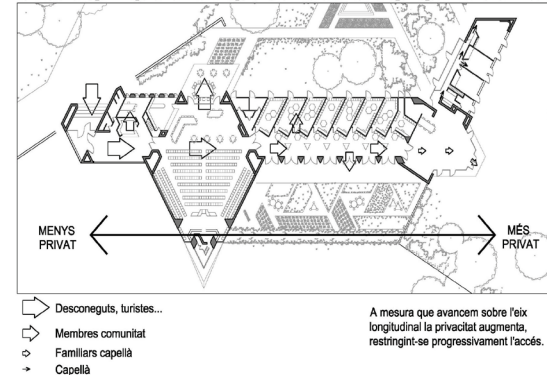 MENYS
PRIVAT
MÉS
PRIVAT
Desconeguts, turistes...
Membres comunitat
Familiars capellà
Capellà
A mesura que avancem sobre l'eix
longitudinal la privacitat augmenta,
restringint-se progressivament l'accés.